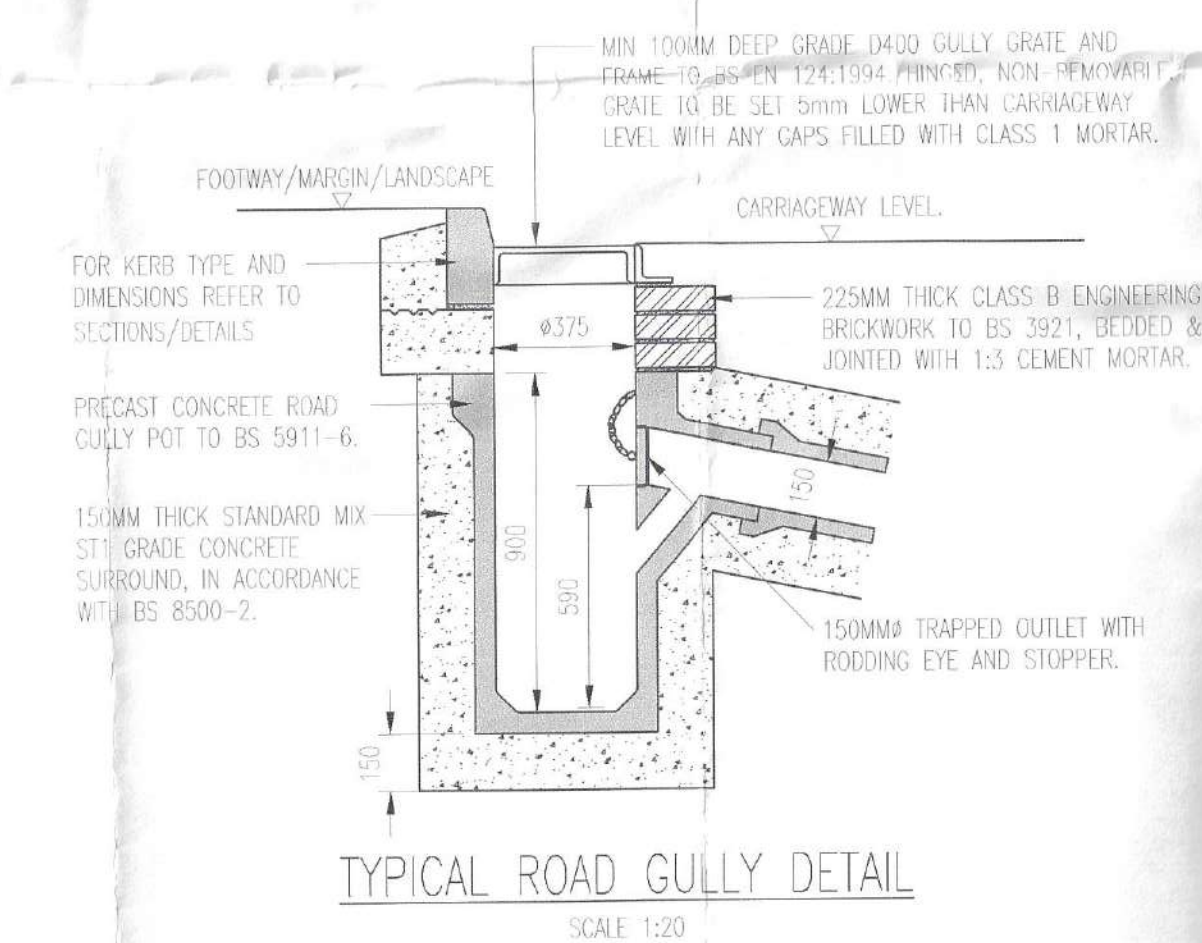 MIN 100MM DEEP GRADE D400 GULLY GRATE AND
FRAME TO BS EN 124:1994. HINGED, NON-REMOVABLE
GRATE TO BE SET 5mm LOWER THAN CARRIAGEWAY
LEVEL WITH ANY GAPS FILLED WITH CLASS 1 MORTAR.
FOOTWAY/MARGIN/LANDSCAPE
CARRIAGEWAY LEVEL.
FOR KERB TYPE AND
DIMENSIONS REFER TO
SECTIONS/DETAILS
225MM THICK CLASS B ENGINEERING
BRICKWORK TO BS 3921, BEDDED &
JOINTED WITH 1:3 CEMENT MORTAR.
ø375
PRECAST CONCRETE ROAD
GULLY POT TO BS 5911-6.
150
150MM THICK STANDARD MIX
ST1 GRADE CONCRETE
SURROUND, IN ACCORDANCE
WITH BS 8500-2.
900
590
150MMø TRAPPED OUTLET WITH
RODDING EYE AND STOPPER.
150
TYPICAL ROAD GULLY DETAIL
SCALE 1:20